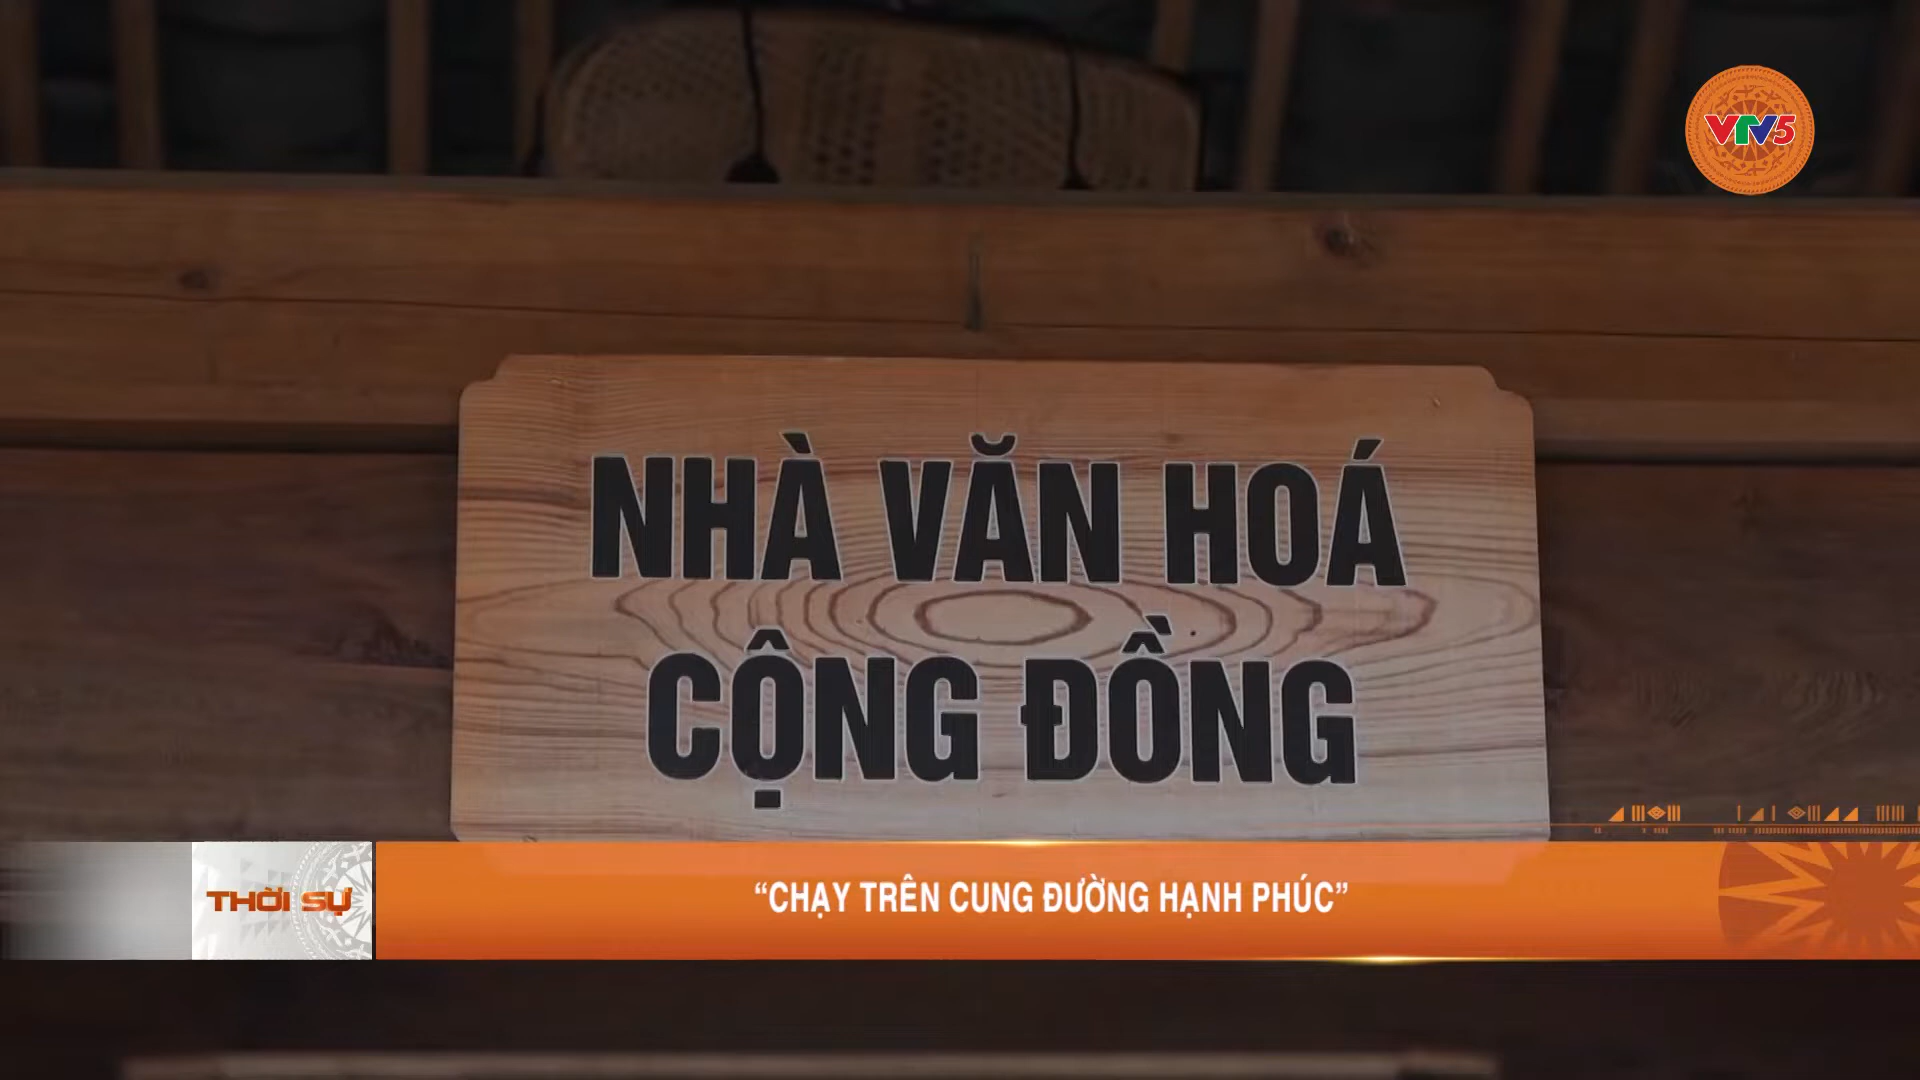 VTV5
NHÀ VĂN HOÁ
CỘNG ĐỒNG
THỜI SỰ
“CHẠY TRÊN CUNG ĐƯỜNG HẠNH PHÚC”